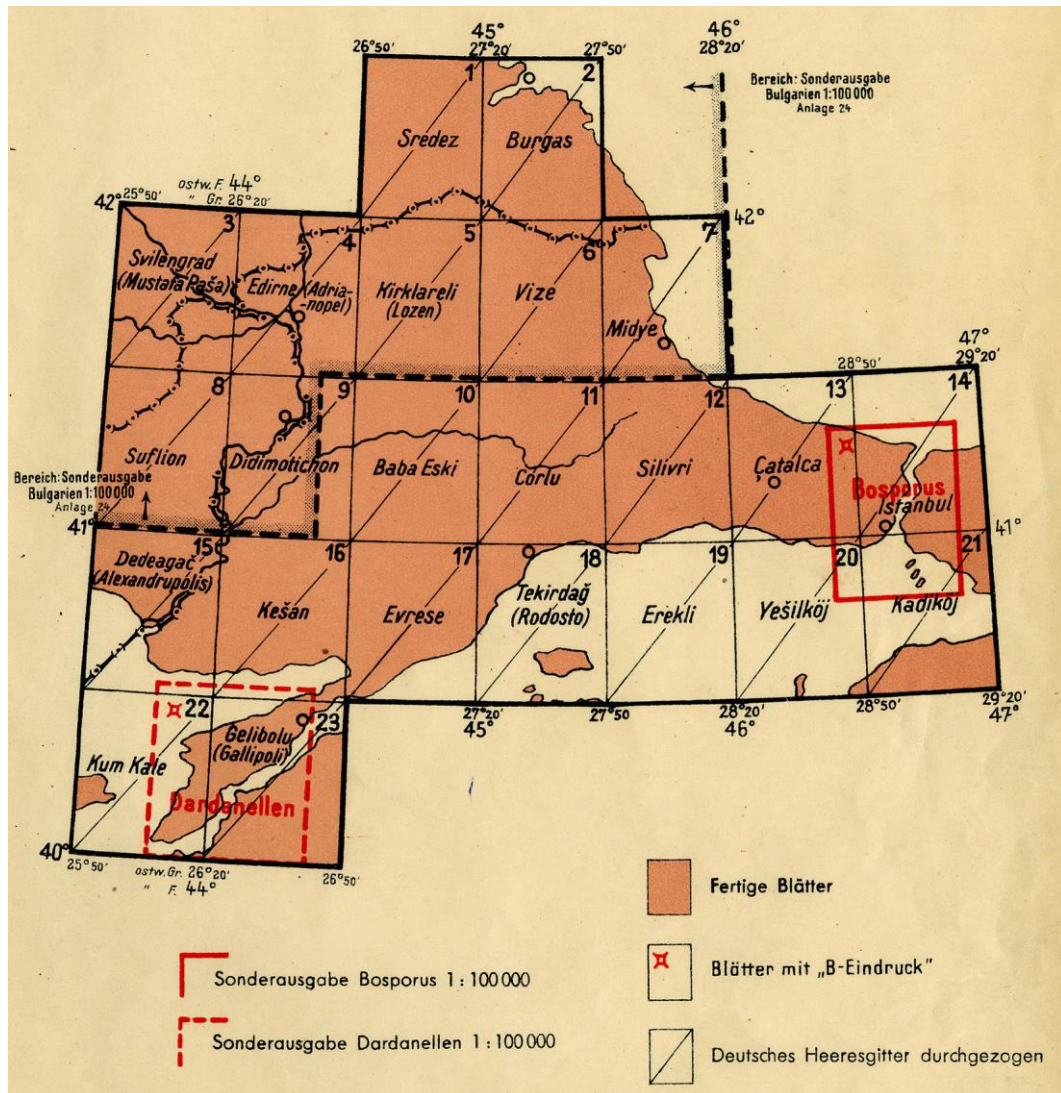 45°
26°50' 27°20' 27°50'
46°
28°20'
1 2
Bereich: Sonderausgabe
Bulgarien 1:100 000
Anlage 24
Sredez Burgas
ostw. F. 44°
" Gr. 26°20'
42° 25°50'
42°
3 4 5 6 7
Svilengrad
(Mustafa Paša)
Edirne (Adria-
-nopel)
Kirklareli
(Lozen)
Vize
Midye
47°
28°50' 29°20'
8 9 10 11 12 13 14
Suflion Didimotichon Baba Eski Corlu Silivri Çatalca
Bosporus
Istanbul
Bereich: Sonderausgabe
Bulgarien 1:100 000
Anlage 24
41°
41°
15 16 17 18 19 20 21
Dedeagač
(Alexandrupolis)
Kešan Evrese
Tekirdağ
(Rodosto)
Erekli Yešilköj Kadiköj
22 23
27°20' 27°50' 28°20' 28°50' 29°20'
45° 46° 47°
Kum Kale
Gelibolu
(Gallipoli)
Dardanellen
40°
25°50' ostw. Gr. 26°20' 26°50'
" F. 44°
Fertige Blätter
Sonderausgabe Bosporus 1:100 000
Blätter mit „B-Eindruck"
Sonderausgabe Dardanellen 1:100 000
Deutsches Heeresgitter durchgezogen